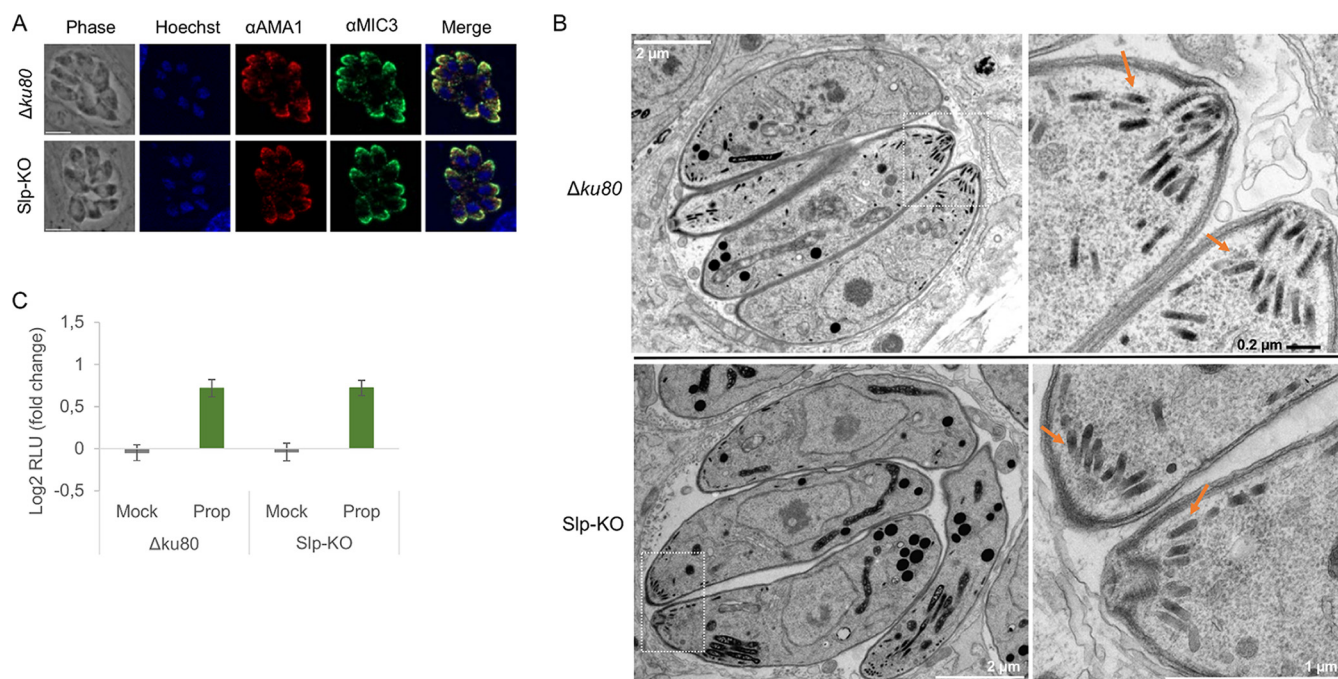 A
Phase Hoechst αAMA1 αMIC3 Merge
Δku80
Slp-KO
B
2 µm
Δku80
0.2 µm
Slp-KO
2 µm
1 µm
C
Log2 RLU (fold change)
1,5
1
0,5
0
-0,5
Mock Prop Mock Prop
Δku80 Slp-KO